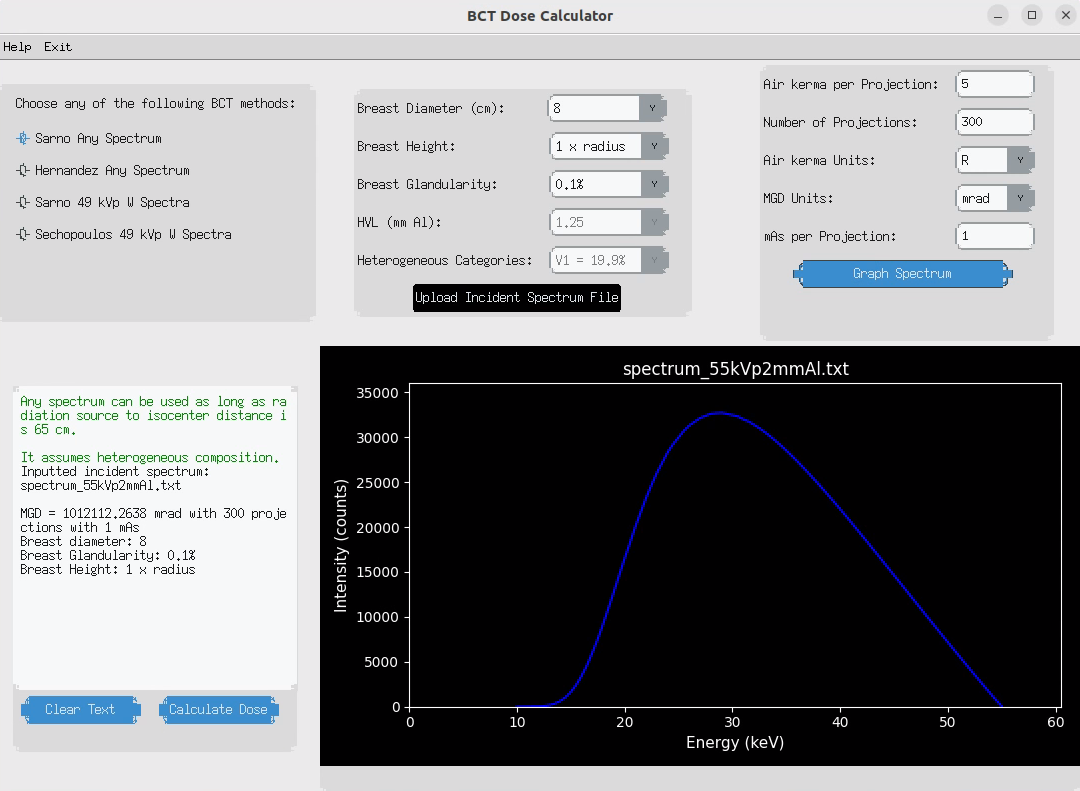 BCT Dose Calculator
Help Exit
Choose any of the following BCT methods:
Sarno Any Spectrum
Hernandez Any Spectrum
Sarno 49 kVp W Spectra
Sechopoulos 49 kVp W Spectra
Breast Diameter (cm): 8
Breast Height: 1 x radius
Breast Glandularity: 0.1%
HVL (mm Al): 1.25
Heterogeneous Categories: V1 = 19.9%
Upload Incident Spectrum File
Air kerma per Projection: 5
Number of Projections: 300
Air kerma Units: R
MGD Units: mrad
mAs per Projection: 1
Graph Spectrum
Any spectrum can be used as long as ra
diation source to isocenter distance i
s 65 cm.
It assumes heterogeneous composition.
Inputted incident spectrum:
spectrum_55kVp2mmAl.txt
MGD = 1012112.2638 mrad with 300 proje
ctions with 1 mAs
Breast diameter: 8
Breast Glandularity: 0.1%
Breast Height: 1 x radius
Clear Text
Calculate Dose
spectrum_55kVp2mmAl.txt
Intensity (counts)
35000
30000
25000
20000
15000
10000
5000
0
0 10 20 30 40 50 60
Energy (keV)